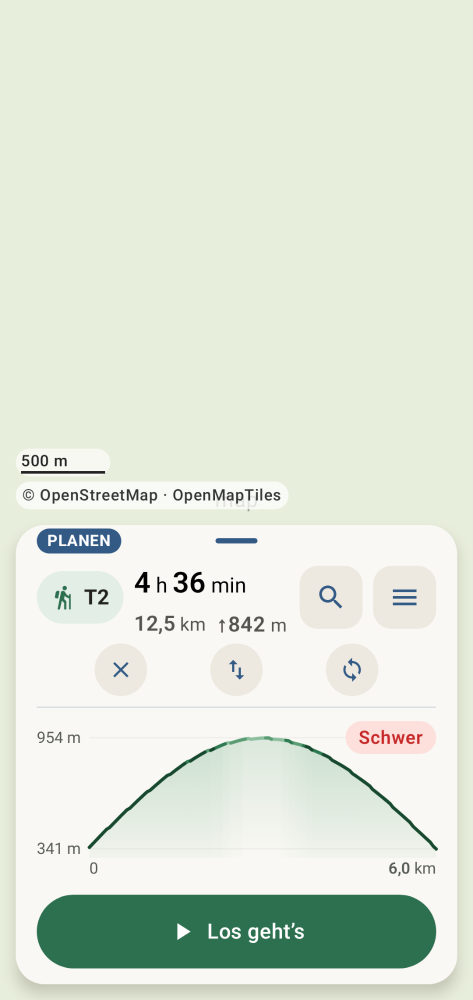 500 m
© OpenStreetMap · OpenMapTiles
map
PLANEN
T2
4 h 36 min
12,5 km ↑842 m
954 m
Schwer
341 m
0
6,0 km
Los geht’s